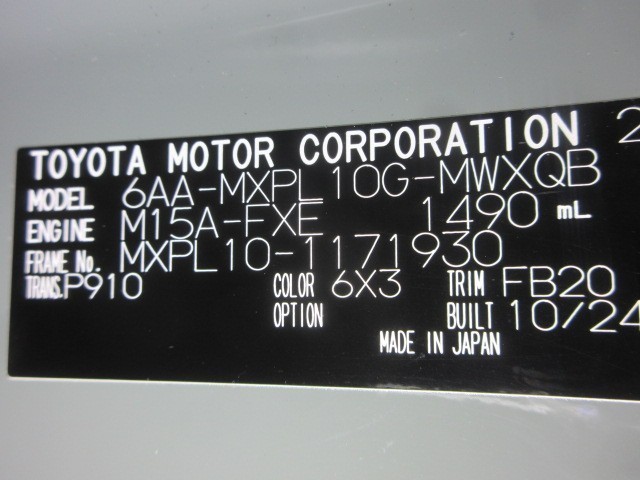 TOYOTA MOTOR CORPORATION 2
MODEL 6AA-MXPL10G-MWXQB
ENGINE M15A-FXE 1490 mL
FRAME No. MXPL10-1171930
TRANS. P910 COLOR 6X3 TRIM FB20
OPTION BUILT 10/24
MADE IN JAPAN